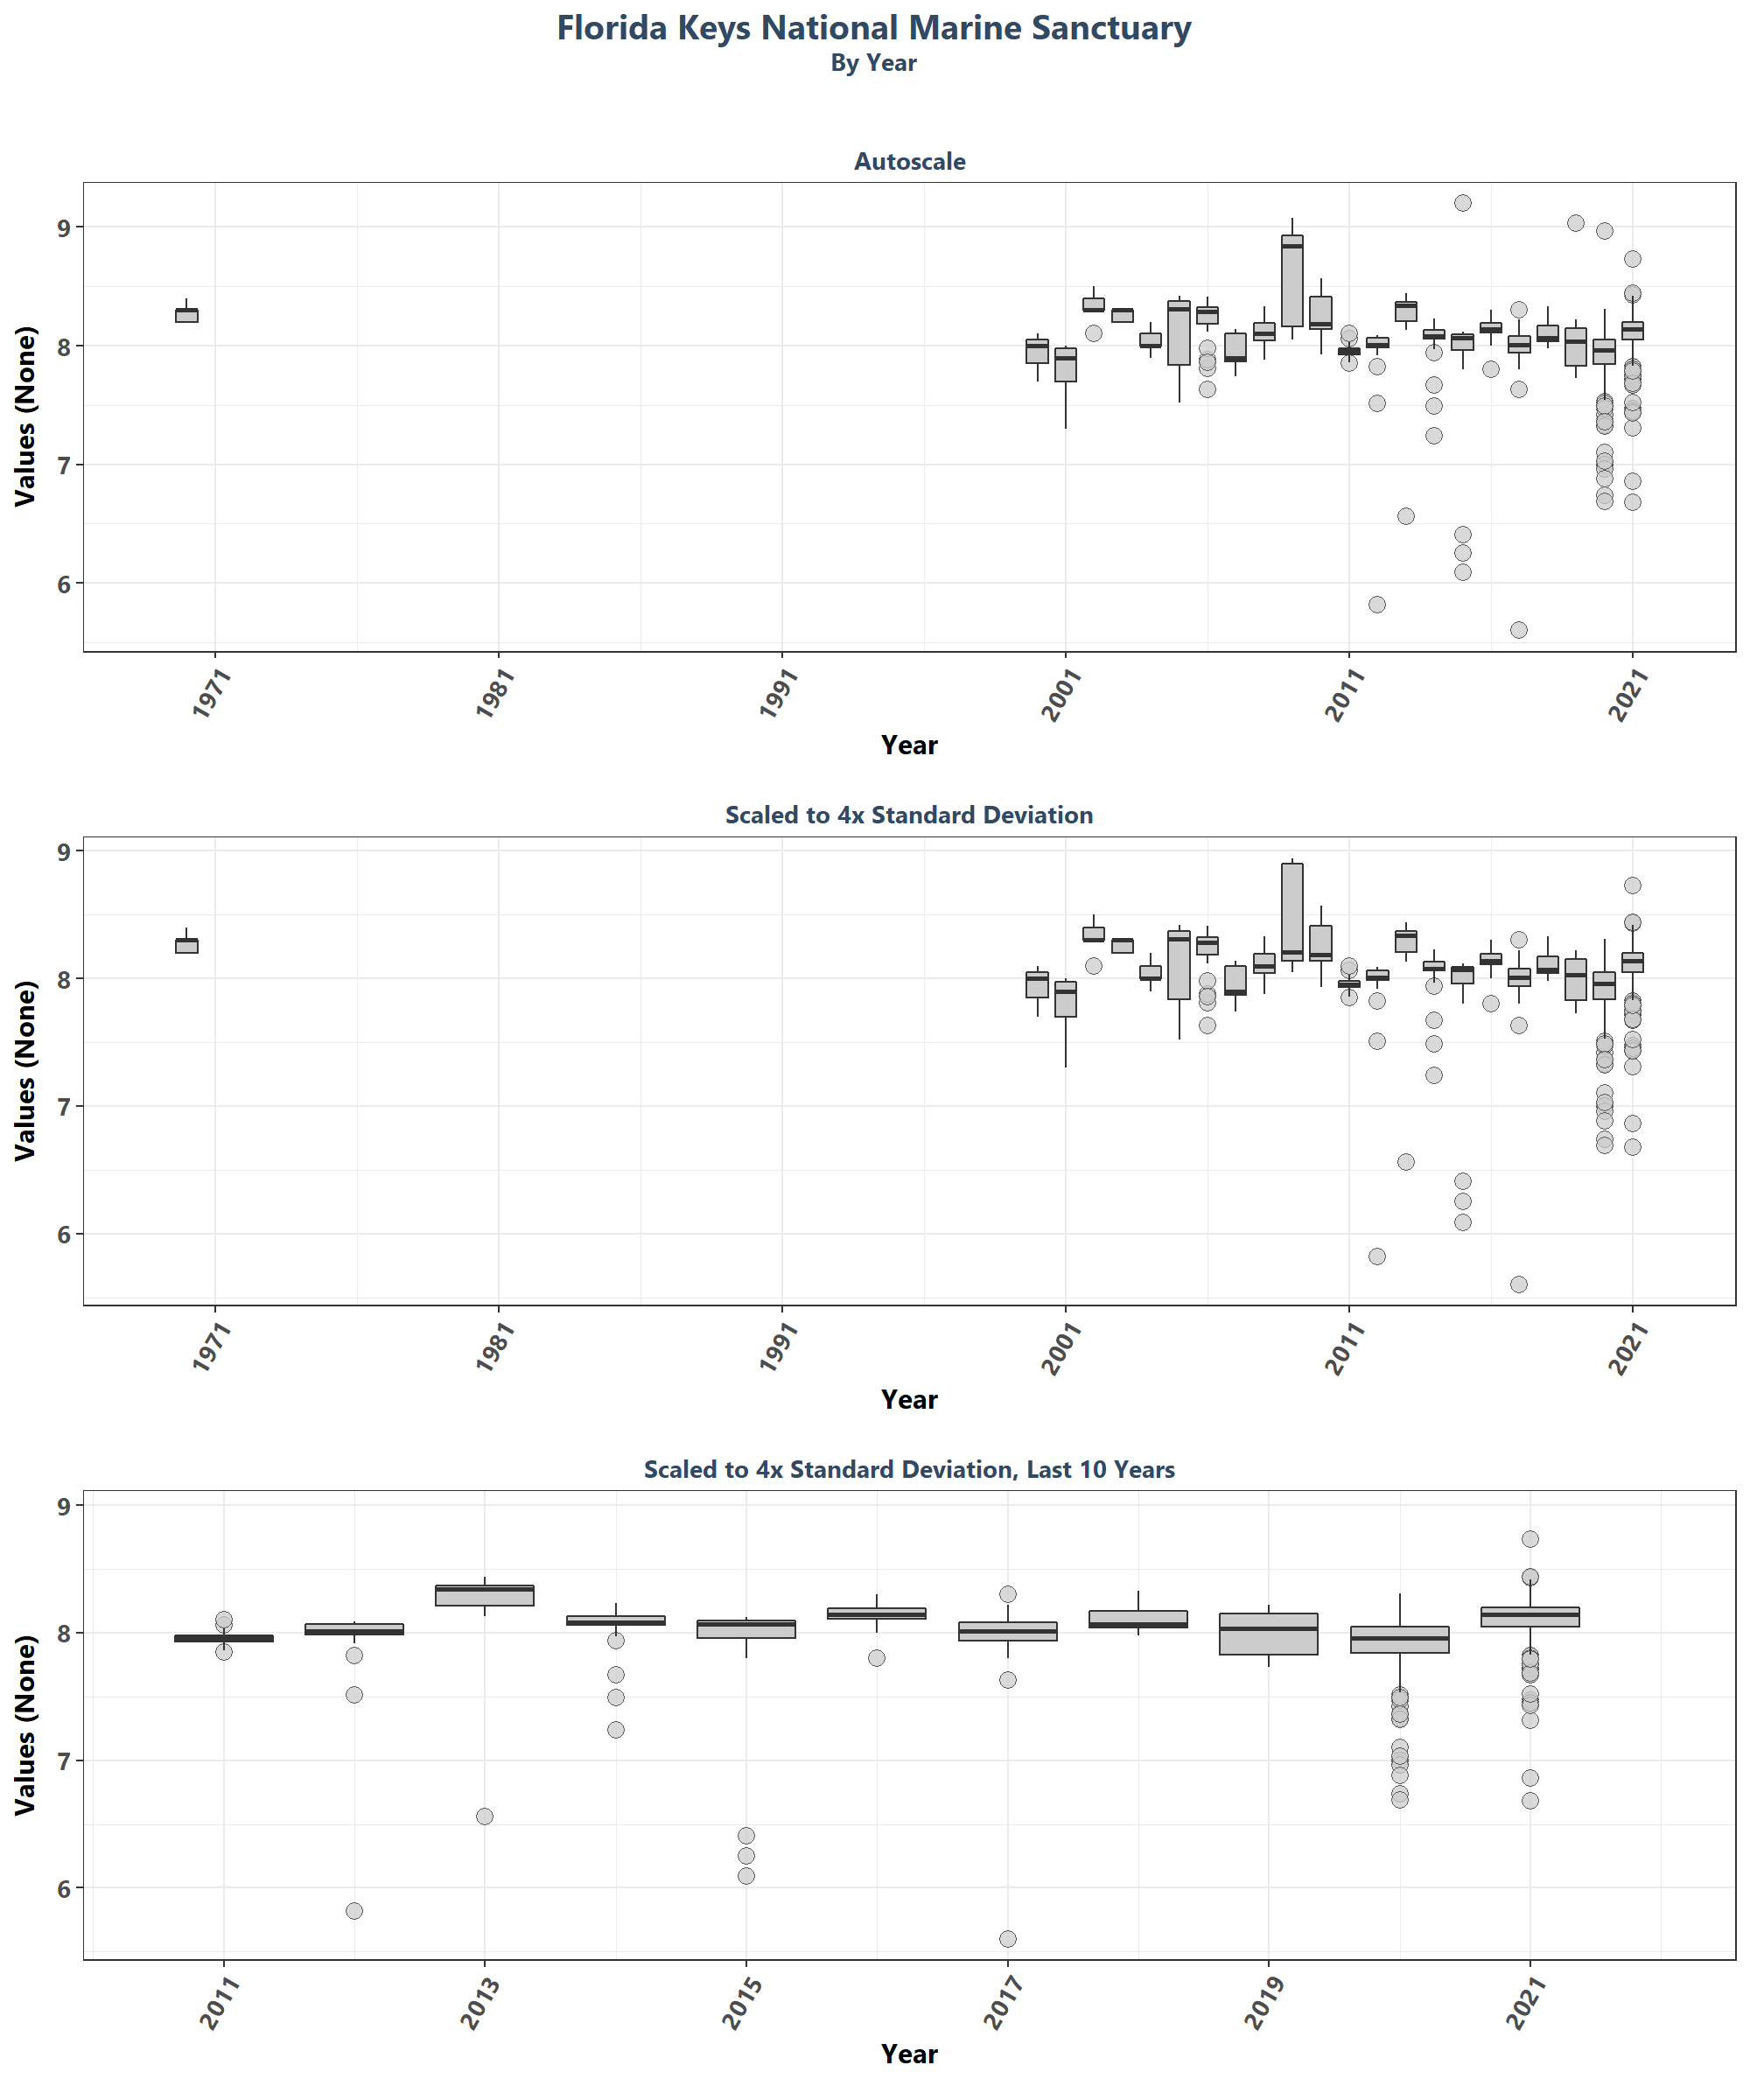 Florida Keys National Marine Sanctuary
By Year
Autoscale
Values (None)
9
8
7
6
1971
1981
1991
2001
2011
2021
Year
Scaled to 4x Standard Deviation
Values (None)
9
8
7
6
1971
1981
1991
2001
2011
2021
Year
Scaled to 4x Standard Deviation, Last 10 Years
Values (None)
9
8
7
6
2011
2013
2015
2017
2019
2021
Year